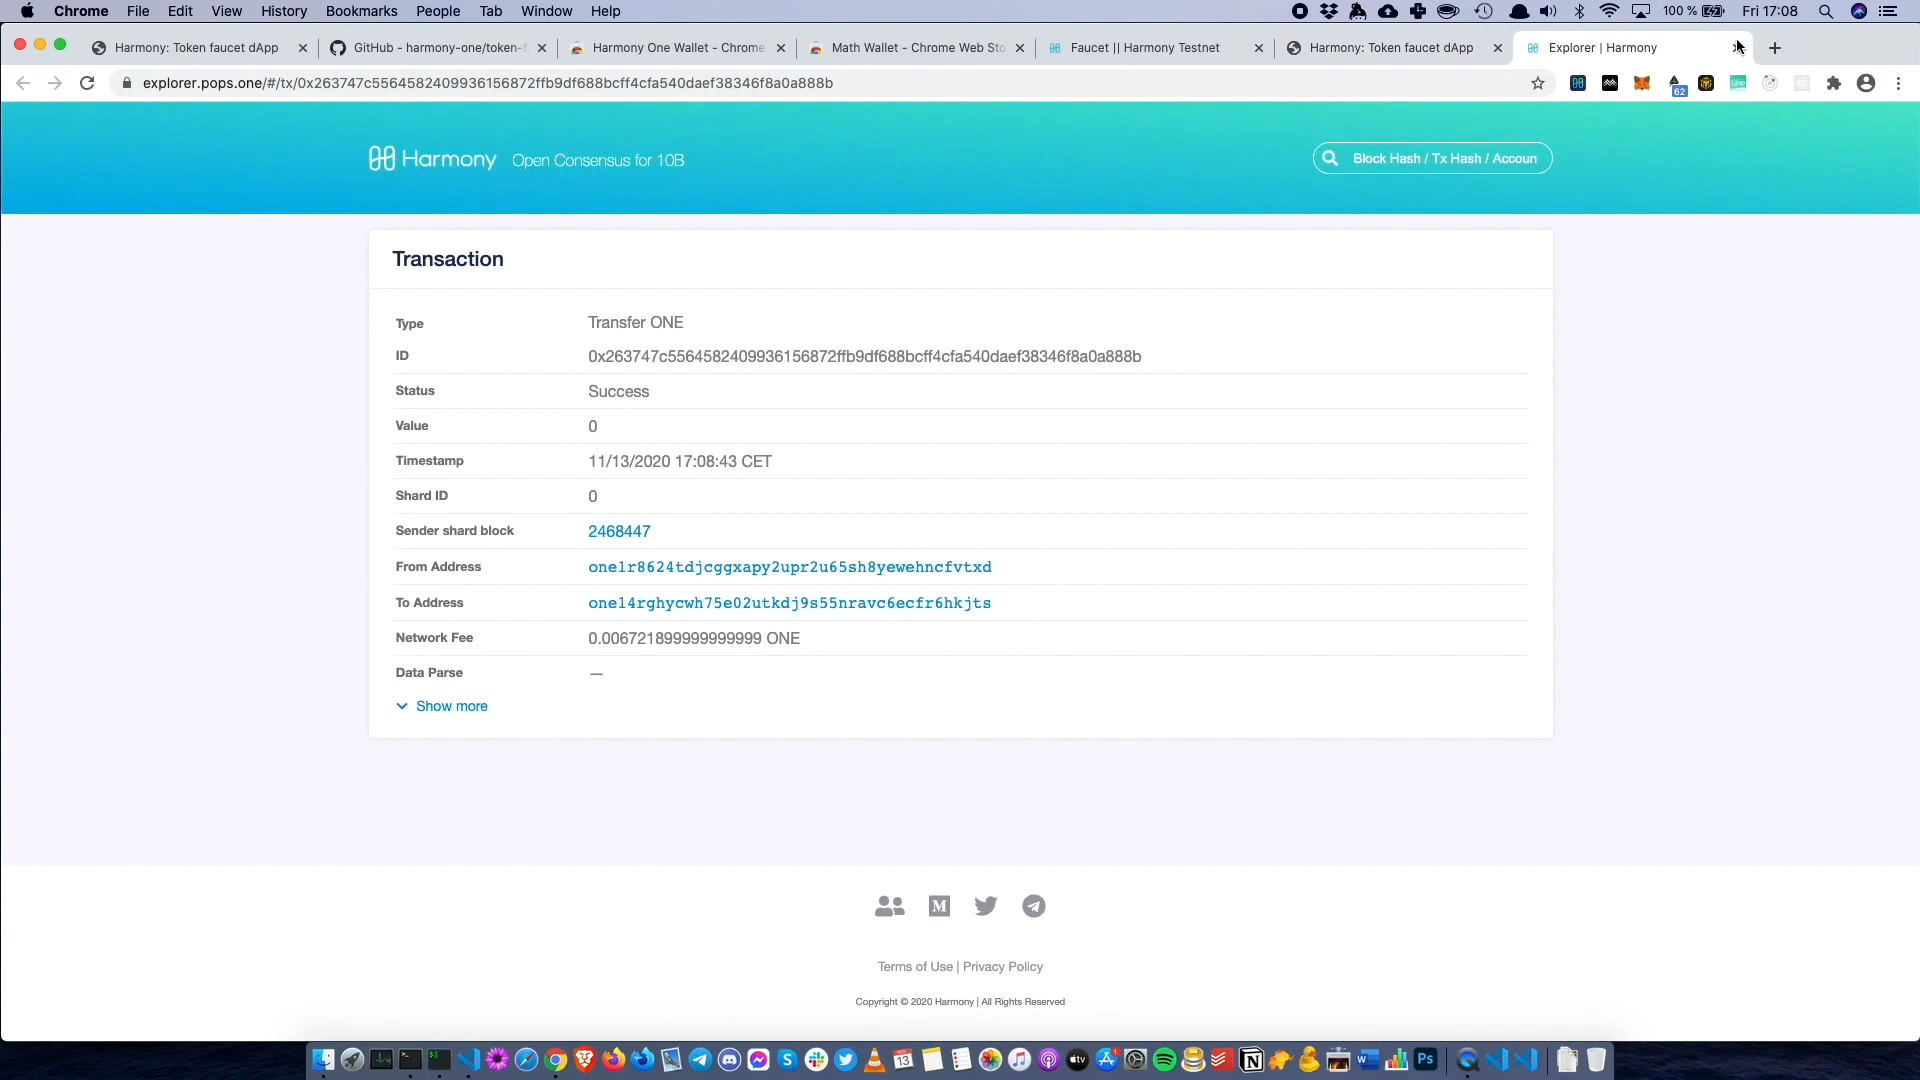 Chrome File Edit View History Bookmarks People Tab Window Help 100 % Fri 17:08
Harmony: Token faucet dApp GitHub - harmony-one/token-f Harmony One Wallet - Chrome Math Wallet - Chrome Web Sto Faucet || Harmony Testnet Harmony: Token faucet dApp Explorer | Harmony
explorer.pops.one/#/tx/0x263747c5564582409936156872ffb9df688bcff4cfa540daef38346f8a0a888b
62
Harmony Open Consensus for 10B Block Hash / Tx Hash / Accoun
Transaction
Type Transfer ONE
ID 0x263747c5564582409936156872ffb9df688bcff4cfa540daef38346f8a0a888b
Status Success
Value 0
Timestamp 11/13/2020 17:08:43 CET
Shard ID 0
Sender shard block 2468447
From Address one1r8624tdjcggxapy2upr2u65sh8yewehncfvtxd
To Address one14rghycwh75e02utkdj9s55nravc6ecfr6hkjts
Network Fee 0.006721899999999999 ONE
Data Parse —
Show more
Terms of Use | Privacy Policy
Copyright © 2020 Harmony | All Rights Reserved